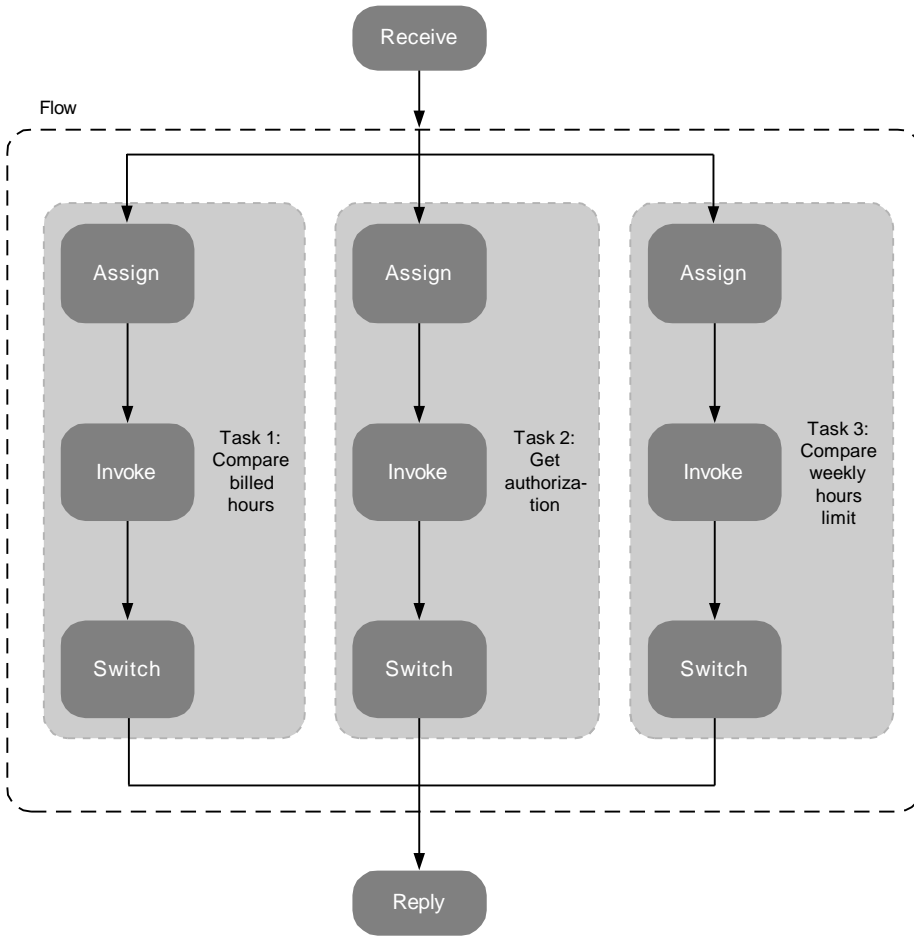 Receive
Flow
Assign
Invoke
Switch
Task 1:
Compare
billed
hours
Assign
Invoke
Switch
Task 2:
Get
authoriza-
tion
Assign
Invoke
Switch
Task 3:
Compare
weekly
hours
limit
Reply